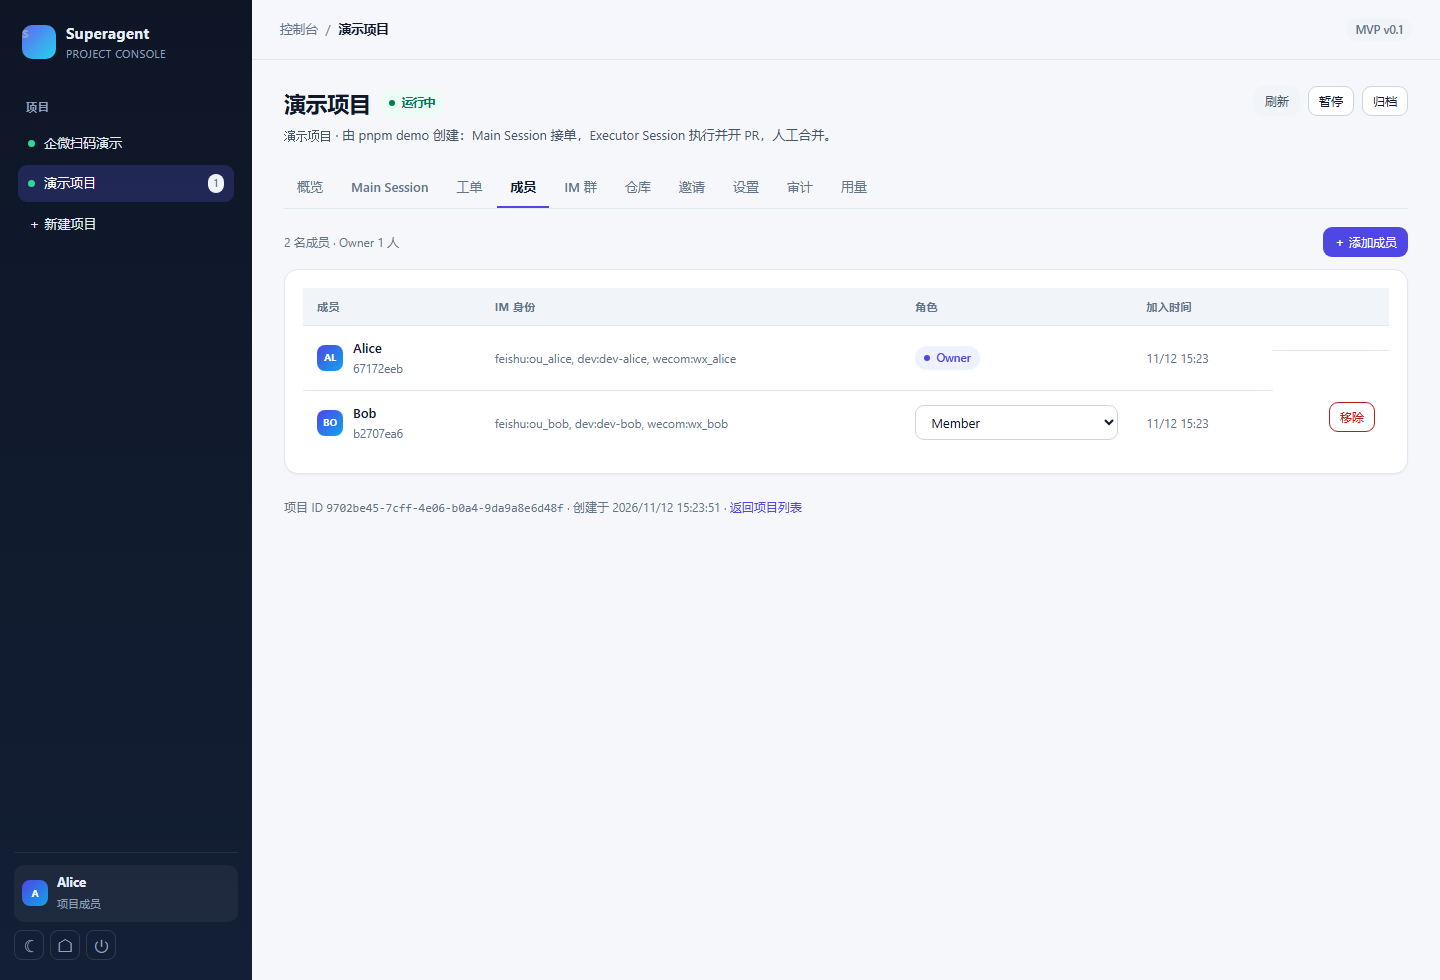 S
Superagent
PROJECT CONSOLE
项目
企微扫码演示
演示项目 1
+ 新建项目
A
Alice
项目成员
控制台 / 演示项目
MVP v0.1
演示项目 运行中
刷新 暂停 归档
演示项目 · 由 pnpm demo 创建：Main Session 接单，Executor Session 执行并开 PR，人工合并。
概览 Main Session 工单 成员 IM 群 仓库 邀请 设置 审计 用量
2 名成员 · Owner 1 人
+ 添加成员
成员 IM 身份 角色 加入时间
AL Alice
67172eeb
feishu:ou_alice, dev:dev-alice, wecom:wx_alice Owner 11/12 15:23
BO Bob
b2707ea6
feishu:ou_bob, dev:dev-bob, wecom:wx_bob Member 11/12 15:23 移除
项目 ID 9702be45-7cff-4e06-b0a4-9da9a8e6d48f · 创建于 2026/11/12 15:23:51 · 返回项目列表